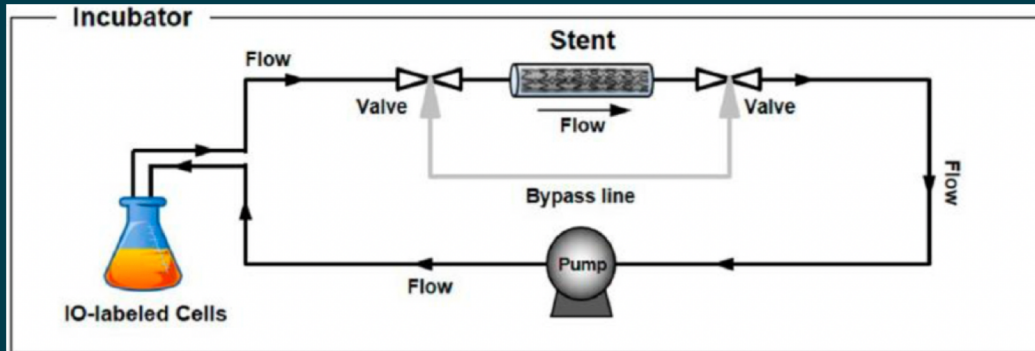 Incubator
Stent
Flow
Valve
Valve
Flow
Flow
Bypass line
Pump
Flow
IO-labeled Cells